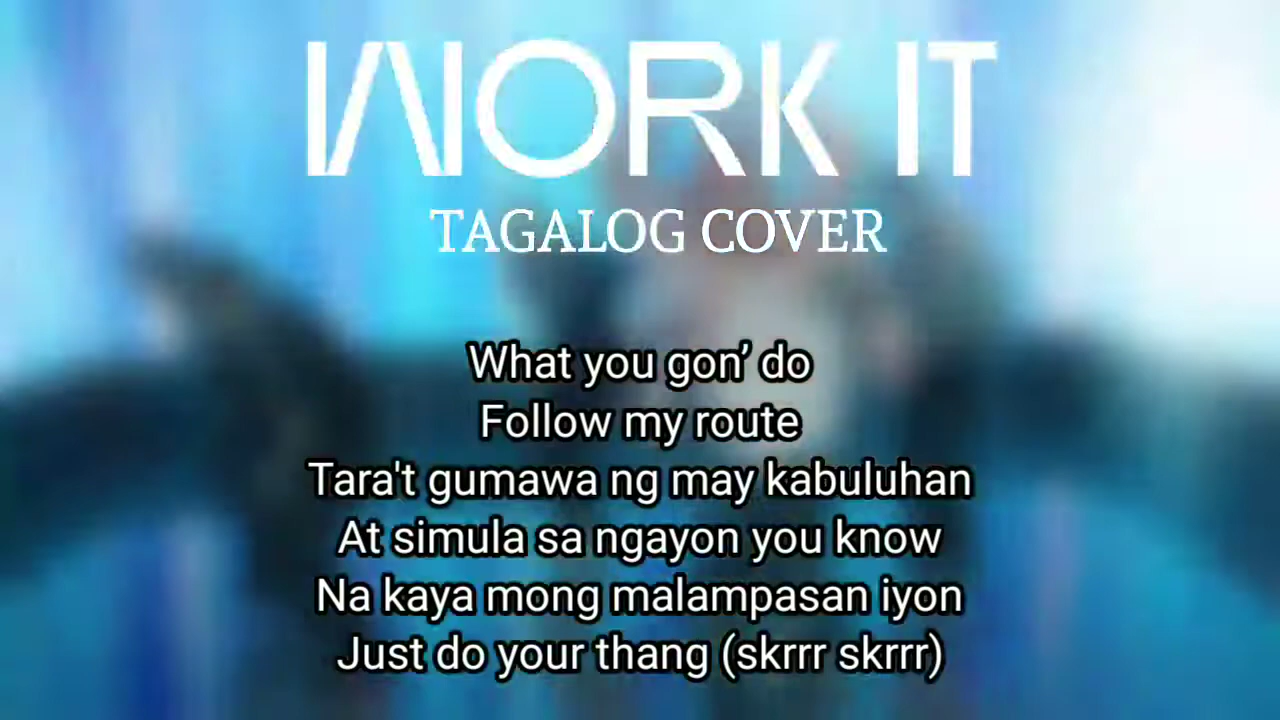 WORK IT
TAGALOG COVER
What you gon’ do
Follow my route
Tara't gumawa ng may kabuluhan
At simula sa ngayon you know
Na kaya mong malampasan iyon
Just do your thang (skrrr skrrr)